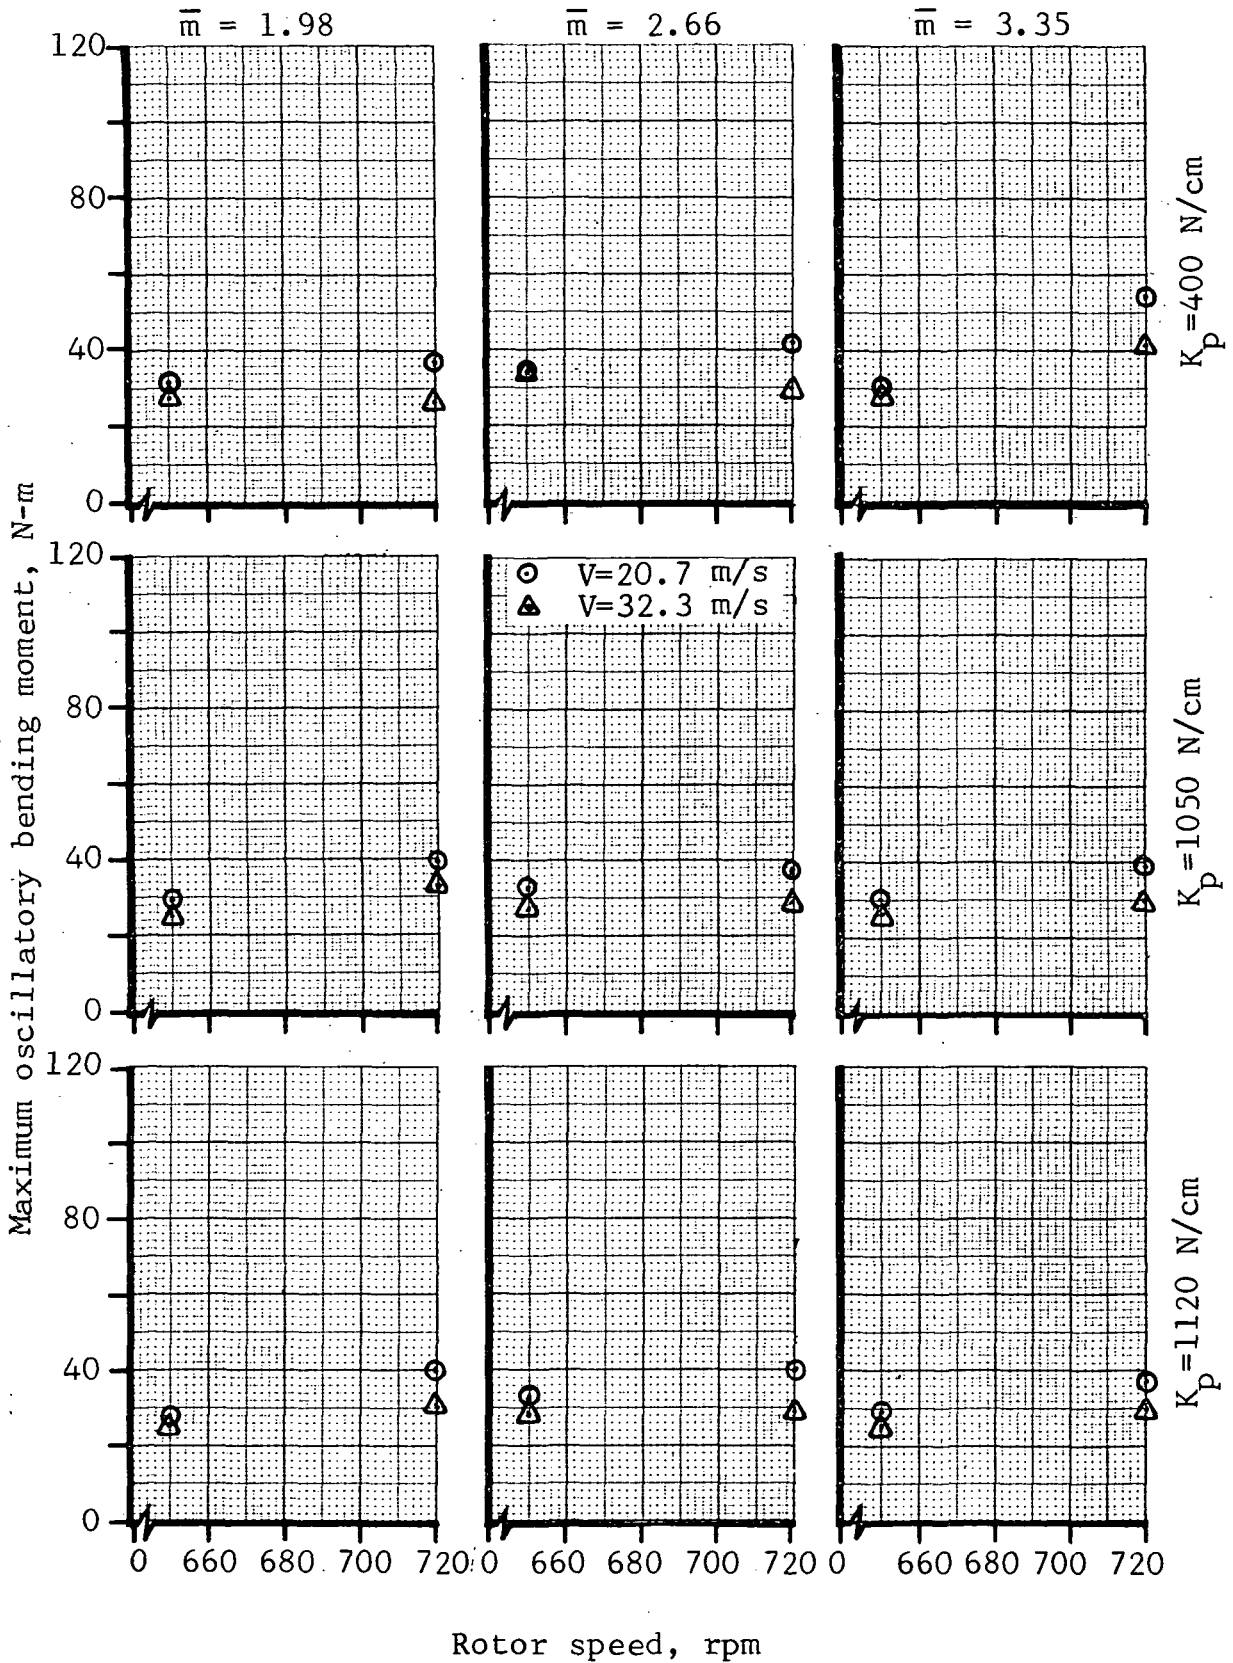 m̅ = 1.98
m̅ = 2.66
m̅ = 3.35
Maximum oscillatory bending moment, N-m
120
80
40
0
K_p=400 N/cm
120
80
40
0
V=20.7 m/s
V=32.3 m/s
K_p=1050 N/cm
120
80
40
0
K_p=1120 N/cm
0 660 680 700 720
0 660 680 700 720
0 660 680 700 720
Rotor speed, rpm